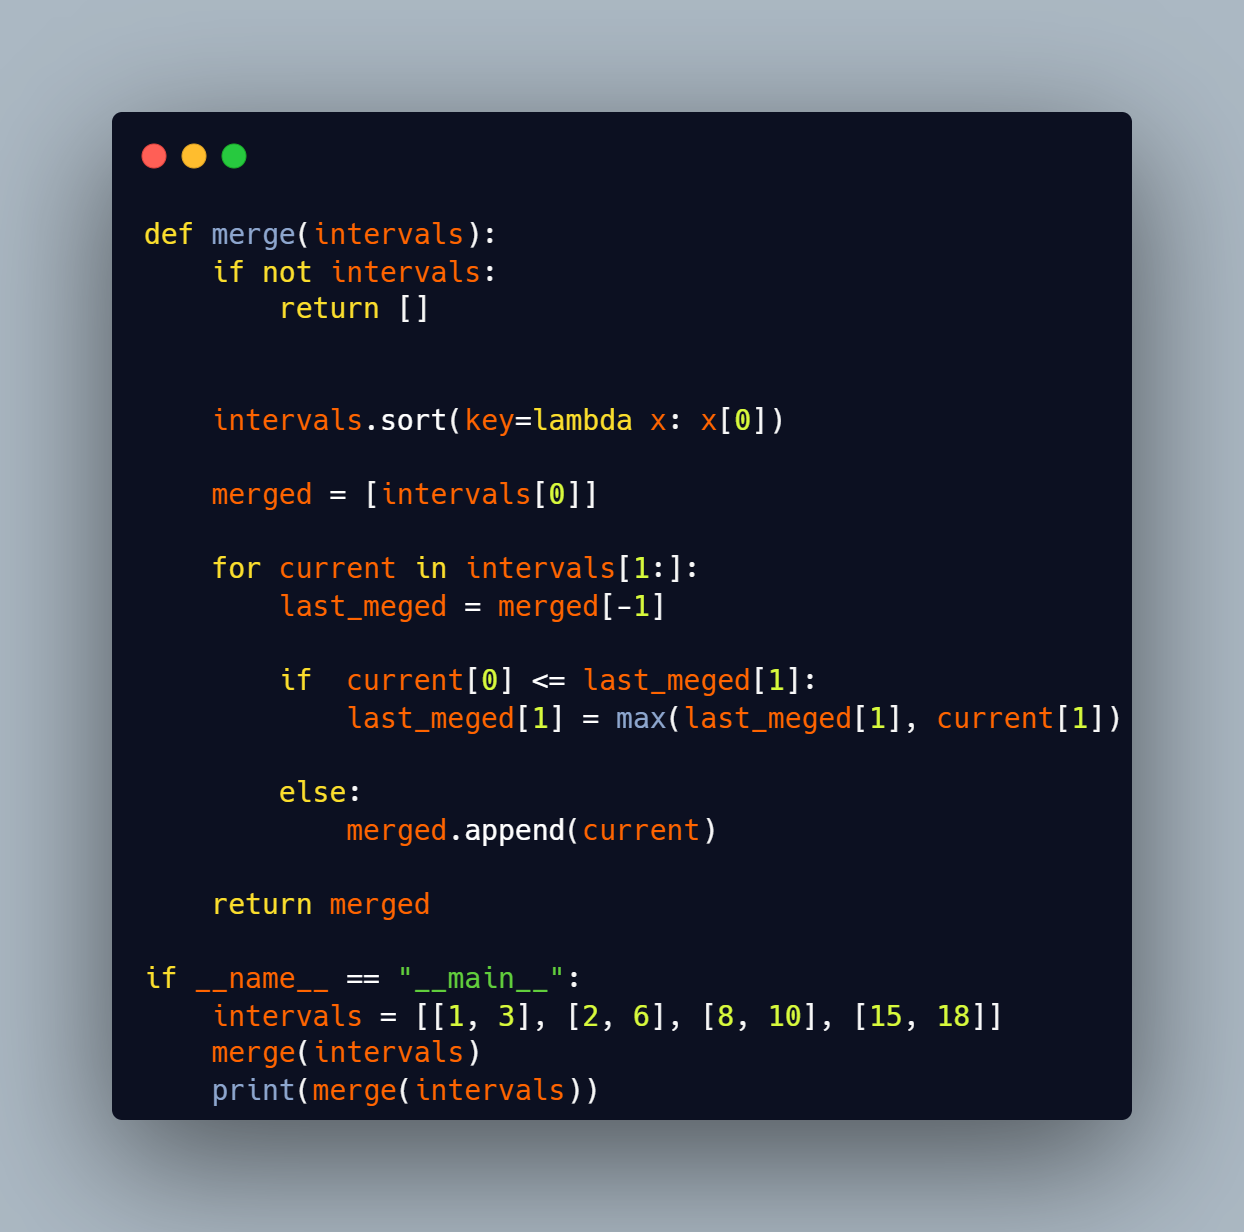 def merge(intervals):
    if not intervals:
        return []
    intervals.sort(key=lambda x: x[0])
    merged = [intervals[0]]
    for current in intervals[1:]:
        last_meged = merged[-1]
        if  current[0] <= last_meged[1]:
            last_meged[1] = max(last_meged[1], current[1])
        else:
            merged.append(current)
    return merged
if __name__ == "__main__":
    intervals = [[1, 3], [2, 6], [8, 10], [15, 18]]
    merge(intervals)
    print(merge(intervals))